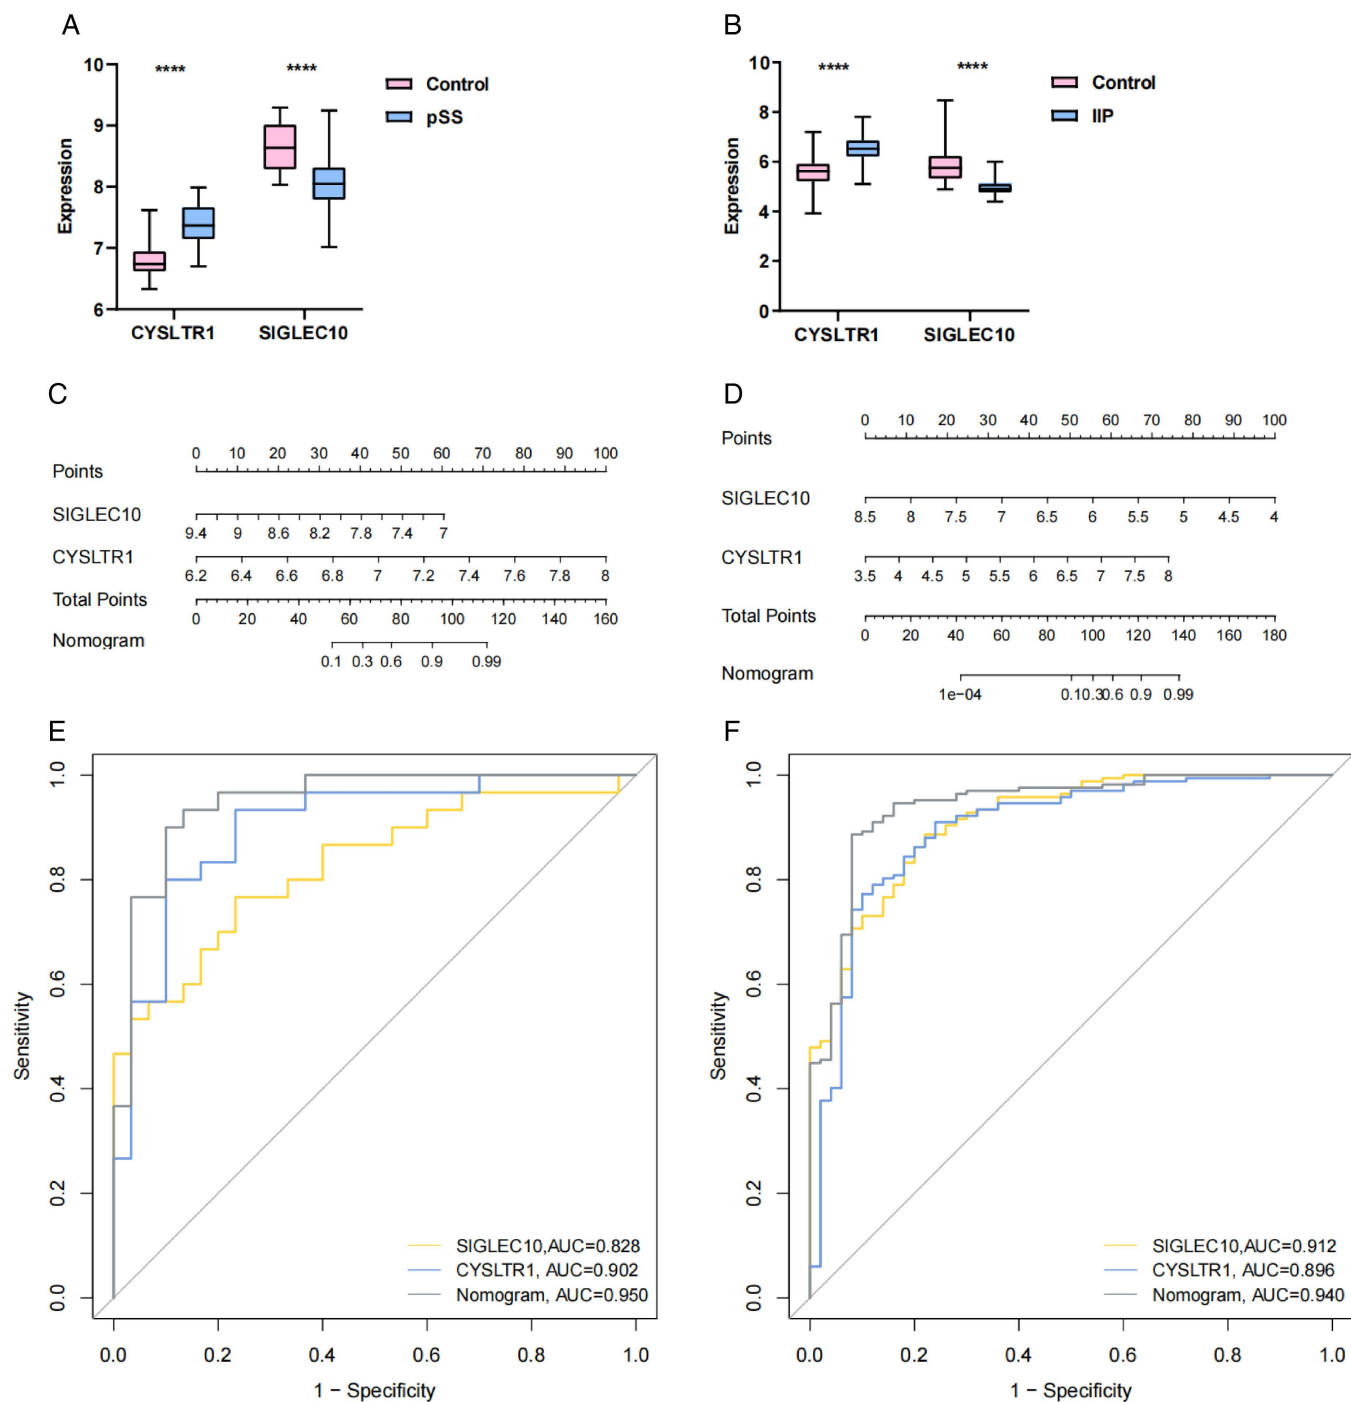 A
B
10
9
8
7
6
Expression
****
****
Control
pSS
CYSLTR1
SIGLEC10
10
8
6
4
2
0
Expression
****
****
Control
IIP
CYSLTR1
SIGLEC10
C
Points
0 10 20 30 40 50 60 70 80 90 100
SIGLEC10
9.4 9 8.6 8.2 7.8 7.4 7
CYSLTR1
6.2 6.4 6.6 6.8 7 7.2 7.4 7.6 7.8 8
Total Points
0 20 40 60 80 100 120 140 160
Nomogram
0.1 0.3 0.6 0.9 0.99
D
0 10 20 30 40 50 60 70 80 90 100
Points
SIGLEC10
8.5 8 7.5 7 6.5 6 5.5 5 4.5 4
CYSLTR1
3.5 4 4.5 5 5.5 6 6.5 7 7.5 8
Total Points
0 20 40 60 80 100 120 140 160 180
Nomogram
1e−04 0.1 0.3 0.6 0.9 0.99
E
Sensitivity
1.0
0.8
0.6
0.4
0.2
0.0
SIGLEC10,AUC=0.828
CYSLTR1, AUC=0.902
Nomogram, AUC=0.950
0.0 0.2 0.4 0.6 0.8 1.0
1 − Specificity
F
Sensitivity
1.0
0.8
0.6
0.4
0.2
0.0
SIGLEC10,AUC=0.912
CYSLTR1, AUC=0.896
Nomogram, AUC=0.940
0.0 0.2 0.4 0.6 0.8 1.0
1 − Specificity